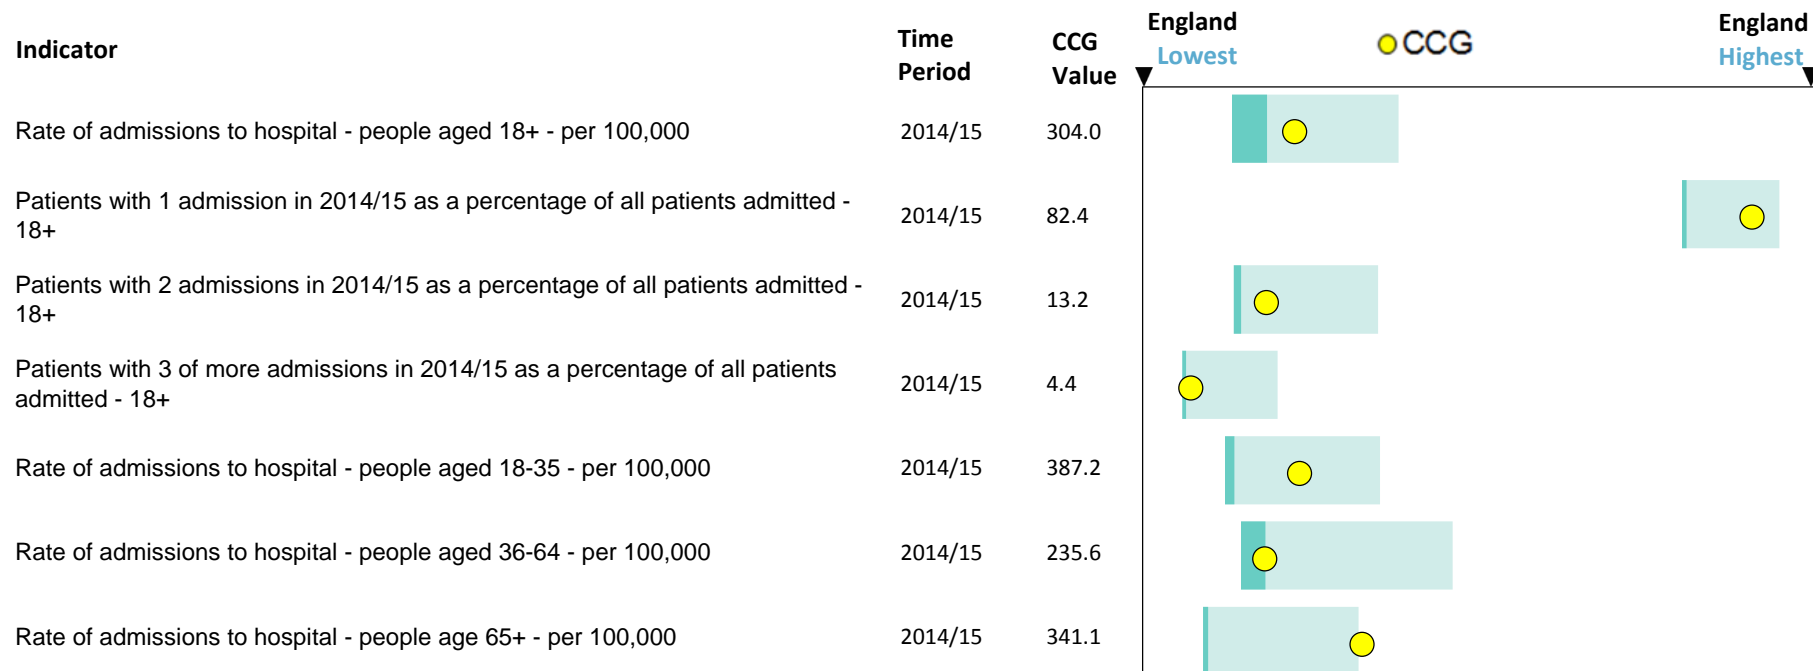 Indicator
Time
Period
CCG
Value
England
Lowest
CCG
England
Highest
Rate of admissions to hospital - people aged 18+ - per 100,000 2014/15 304.0
Patients with 1 admission in 2014/15 as a percentage of all patients admitted -
18+
2014/15 82.4
Patients with 2 admissions in 2014/15 as a percentage of all patients admitted -
18+
2014/15 13.2
Patients with 3 of more admissions in 2014/15 as a percentage of all patients
admitted - 18+
2014/15 4.4
Rate of admissions to hospital - people aged 18-35 - per 100,000 2014/15 387.2
Rate of admissions to hospital - people aged 36-64 - per 100,000 2014/15 235.6
Rate of admissions to hospital - people age 65+ - per 100,000 2014/15 341.1